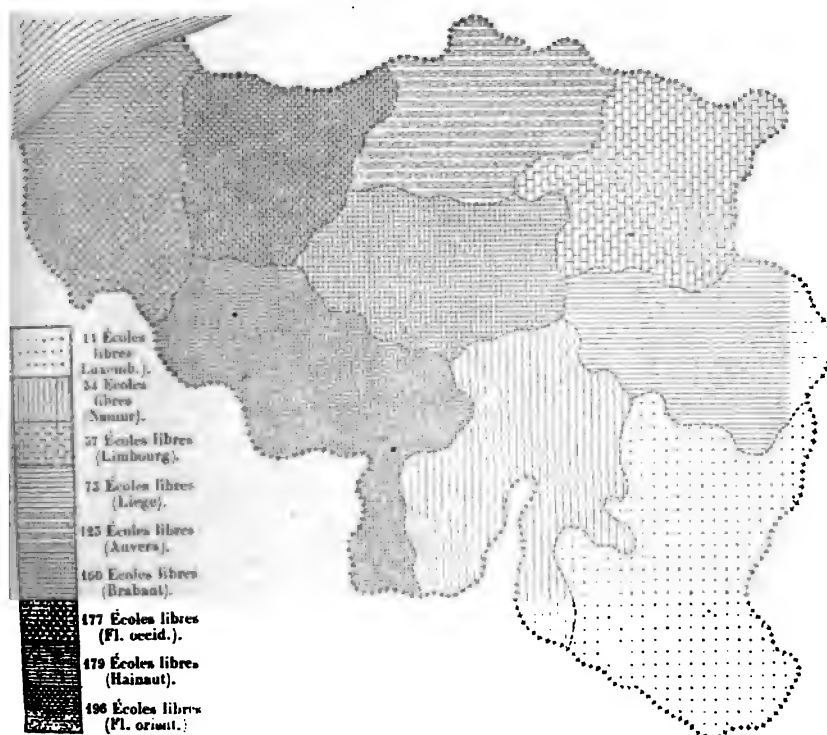 11 Écoles
libres
Luxemb.).
34 Écoles
libres
Namur).
57 Écoles libres
(Limbourg).
73 Écoles libres
(Liège).
125 Écoles libres
(Anvers).
160 Écoles libres
(Brabant).
177 Écoles libres
(Fl. occid.).
179 Écoles libres
(Hainaut).
196 Écoles libres
(Fl. orient.)